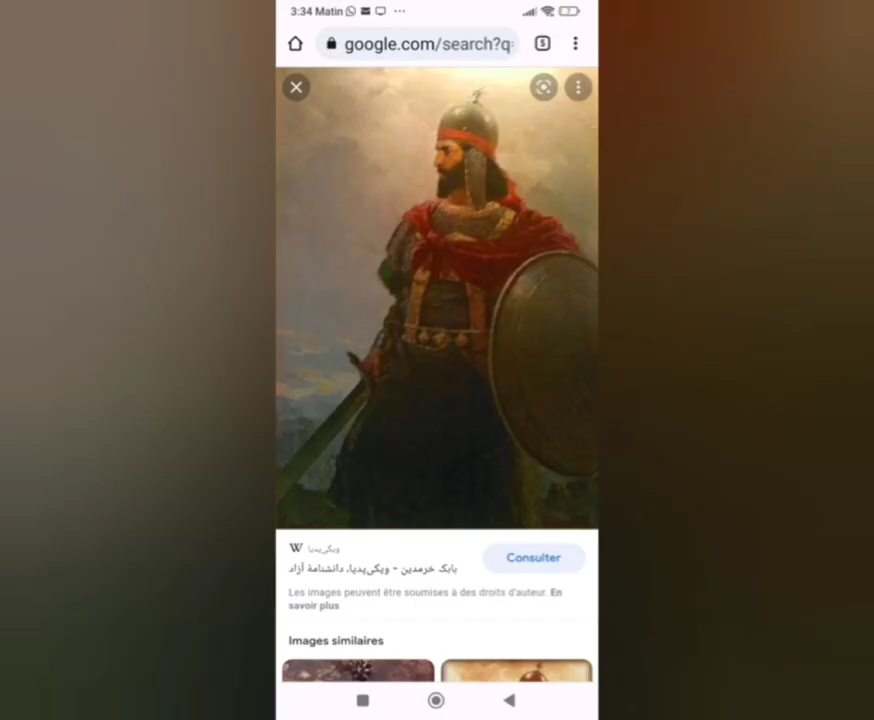 3:34 Matin
google.com/search?q=
5
7
W ویکی‌پدیا
بابک خرمدین - ویکی‌پدیا، دانشنامهٔ آزاد
Consulter
Les images peuvent être soumises à des droits d'auteur. En
savoir plus
Images similaires